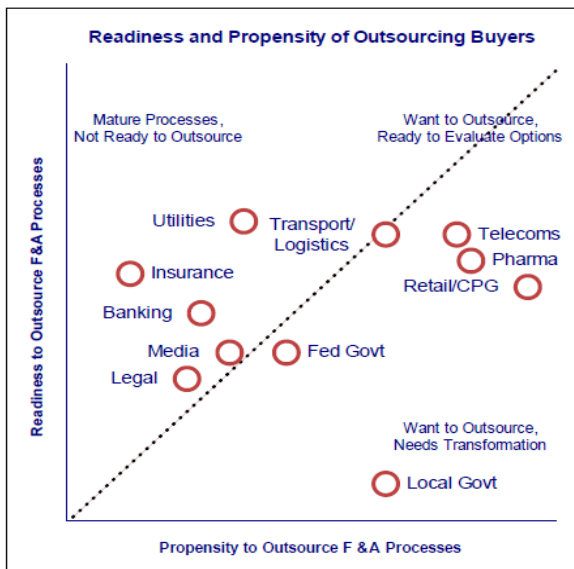 Readiness and Propensity of Outsourcing Buyers
Mature Processes,
Not Ready to Outsource
Want to Outsource,
Ready to Evaluate Options
Utilities
Transport/
Logistics
Telecoms
Pharma
Insurance
Retail/CPG
Banking
Media
Fed Govt
Legal
Want to Outsource,
Needs Transformation
Local Govt
Readiness to Outsource F&A Processes
Propensity to Outsource F &A Processes